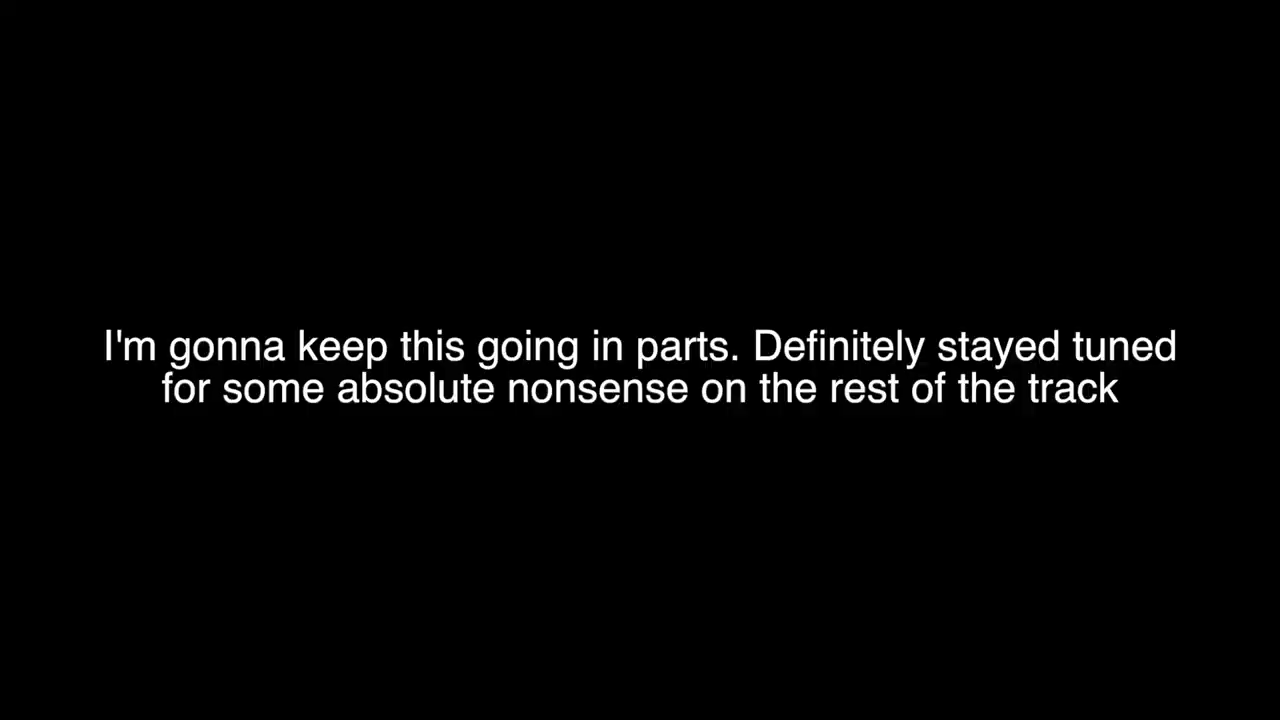 I'm gonna keep this going in parts. Definitely stayed tuned
for some absolute nonsense on the rest of the track